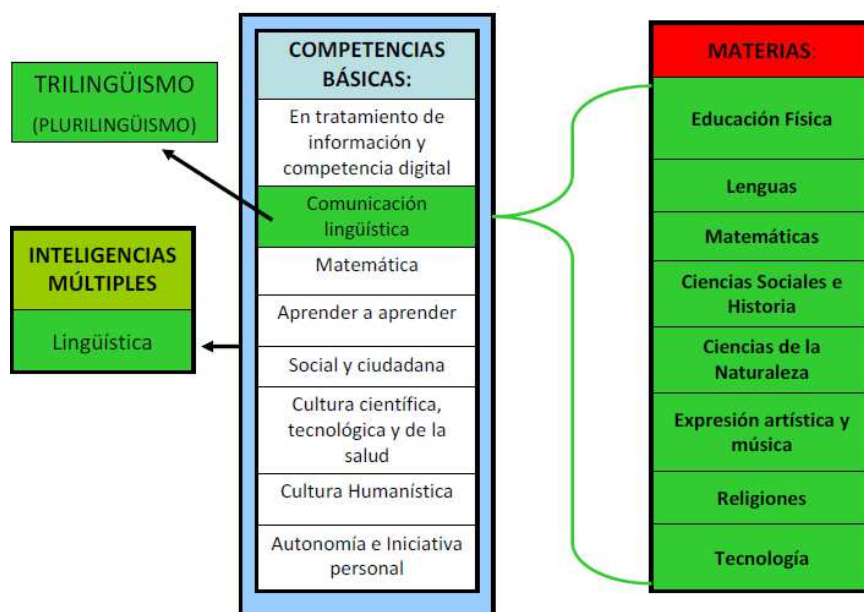 TRILINGÜISMO
(PLURILINGÜISMO)
INTELIGENCIAS
MÚLTIPLES
Lingüística
COMPETENCIAS
BÁSICAS:
En tratamiento de
información y
competencia digital
Comunicación
lingüística
Matemática
Aprender a aprender
Social y ciudadana
Cultura científica,
tecnológica y de la
salud
Cultura Humanística
Autonomía e Iniciativa
personal
MATERIAS:
Educación Física
Lenguas
Matemáticas
Ciencias Sociales e
Historia
Ciencias de la
Naturaleza
Expresión artística y
música
Religiones
Tecnología